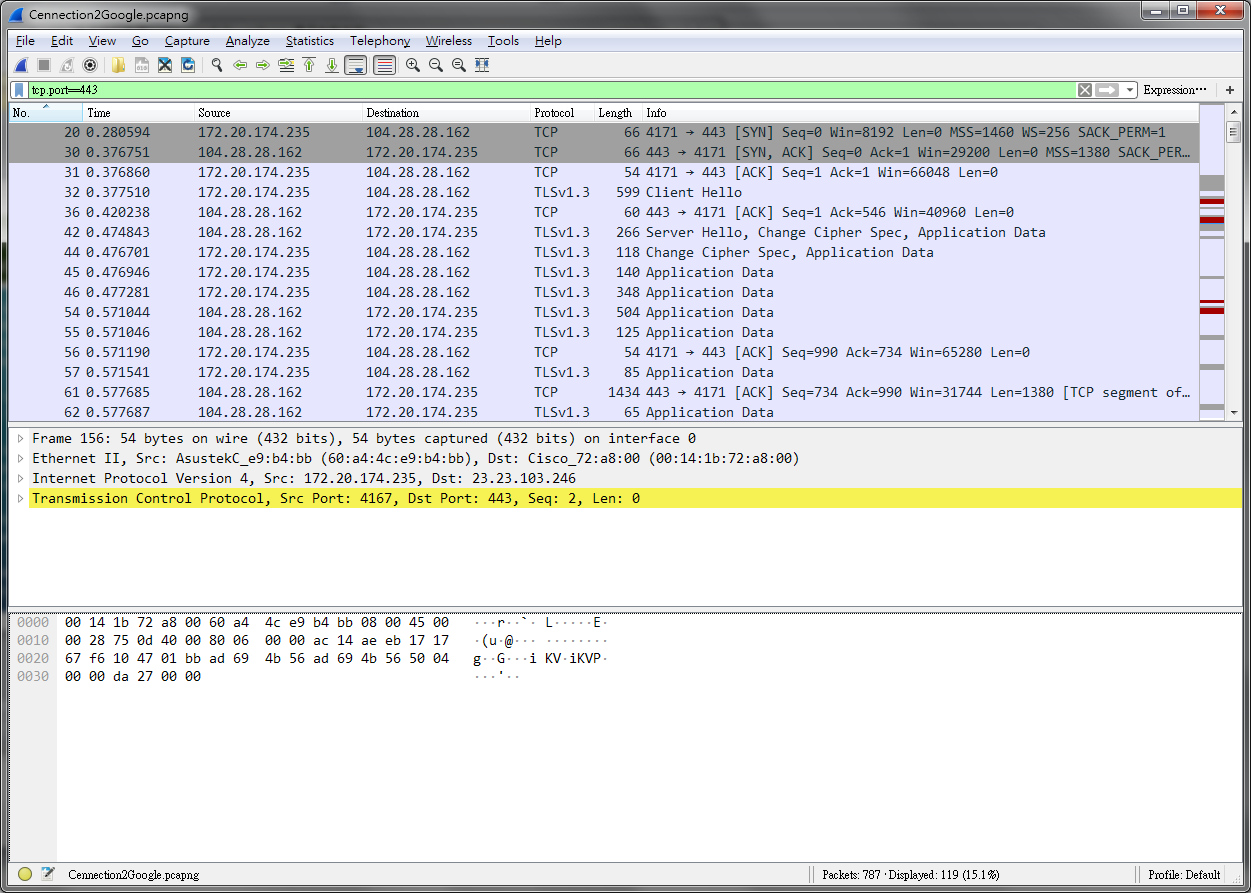 Cennection2Google.pcapng
File Edit View Go Capture Analyze Statistics Telephony Wireless Tools Help
tcp.port==443 Expression… +
No. Time Source Destination Protocol Length Info
20 0.280594 172.20.174.235 104.28.28.162 TCP 66 4171 → 443 [SYN] Seq=0 Win=8192 Len=0 MSS=1460 WS=256 SACK_PERM=1
30 0.376751 104.28.28.162 172.20.174.235 TCP 66 443 → 4171 [SYN, ACK] Seq=0 Ack=1 Win=29200 Len=0 MSS=1380 SACK_PER…
31 0.376860 172.20.174.235 104.28.28.162 TCP 54 4171 → 443 [ACK] Seq=1 Ack=1 Win=66048 Len=0
32 0.377510 172.20.174.235 104.28.28.162 TLSv1.3 599 Client Hello
36 0.420238 104.28.28.162 172.20.174.235 TCP 60 443 → 4171 [ACK] Seq=1 Ack=546 Win=40960 Len=0
42 0.474843 104.28.28.162 172.20.174.235 TLSv1.3 266 Server Hello, Change Cipher Spec, Application Data
44 0.476701 172.20.174.235 104.28.28.162 TLSv1.3 118 Change Cipher Spec, Application Data
45 0.476946 172.20.174.235 104.28.28.162 TLSv1.3 140 Application Data
46 0.477281 172.20.174.235 104.28.28.162 TLSv1.3 348 Application Data
54 0.571044 104.28.28.162 172.20.174.235 TLSv1.3 504 Application Data
55 0.571046 104.28.28.162 172.20.174.235 TLSv1.3 125 Application Data
56 0.571190 172.20.174.235 104.28.28.162 TCP 54 4171 → 443 [ACK] Seq=990 Ack=734 Win=65280 Len=0
57 0.571541 172.20.174.235 104.28.28.162 TLSv1.3 85 Application Data
61 0.577685 104.28.28.162 172.20.174.235 TCP 1434 443 → 4171 [ACK] Seq=734 Ack=990 Win=31744 Len=1380 [TCP segment of…
62 0.577687 104.28.28.162 172.20.174.235 TLSv1.3 65 Application Data
Frame 156: 54 bytes on wire (432 bits), 54 bytes captured (432 bits) on interface 0
Ethernet II, Src: AsustekC_e9:b4:bb (60:a4:4c:e9:b4:bb), Dst: Cisco_72:a8:00 (00:14:1b:72:a8:00)
Internet Protocol Version 4, Src: 172.20.174.235, Dst: 23.23.103.246
Transmission Control Protocol, Src Port: 4167, Dst Port: 443, Seq: 2, Len: 0
0000 00 14 1b 72 a8 00 60 a4 4c e9 b4 bb 08 00 45 00 ···r··`· L·····E·
0010 00 28 75 0d 40 00 80 06 00 00 ac 14 ae eb 17 17 ·(u·@··· ········
0020 67 f6 10 47 01 bb ad 69 4b 56 ad 69 4b 56 50 04 g··G···i KV·iKVP·
0030 00 00 da 27 00 00 ···'··
Cennection2Google.pcapng Packets: 787 · Displayed: 119 (15.1%) Profile: Default